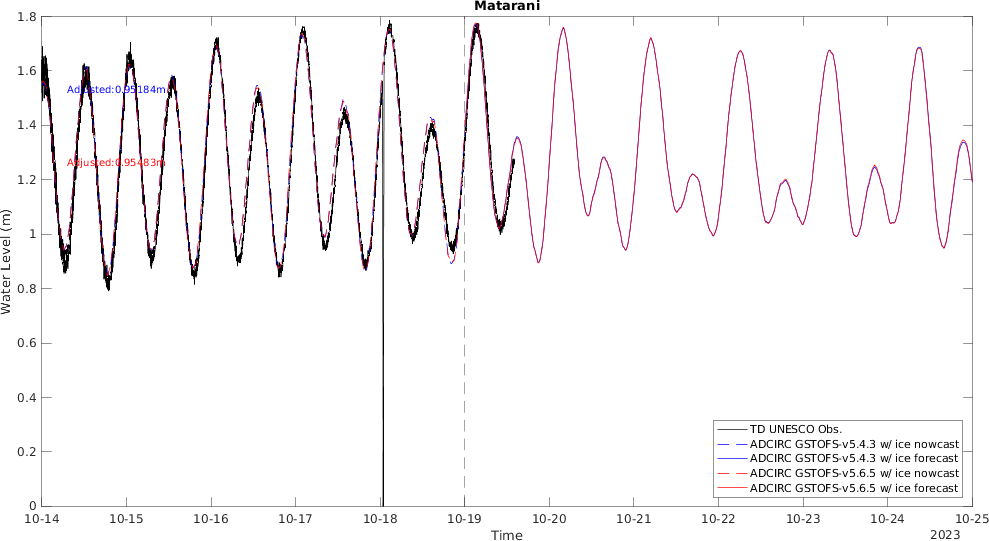 Matarani
1.8
1.6
1.4
1.2
1
0.8
0.6
0.4
0.2
0
Water Level (m)
Adjusted:0.95184m
Adjusted:0.95483m
TD UNESCO Obs.
ADCIRC GSTOFS-v5.4.3 w/ ice nowcast
ADCIRC GSTOFS-v5.4.3 w/ ice forecast
ADCIRC GSTOFS-v5.6.5 w/ ice nowcast
ADCIRC GSTOFS-v5.6.5 w/ ice forecast
10-14 10-15 10-16 10-17 10-18 10-19 10-20 10-21 10-22 10-23 10-24 10-25
Time
2023